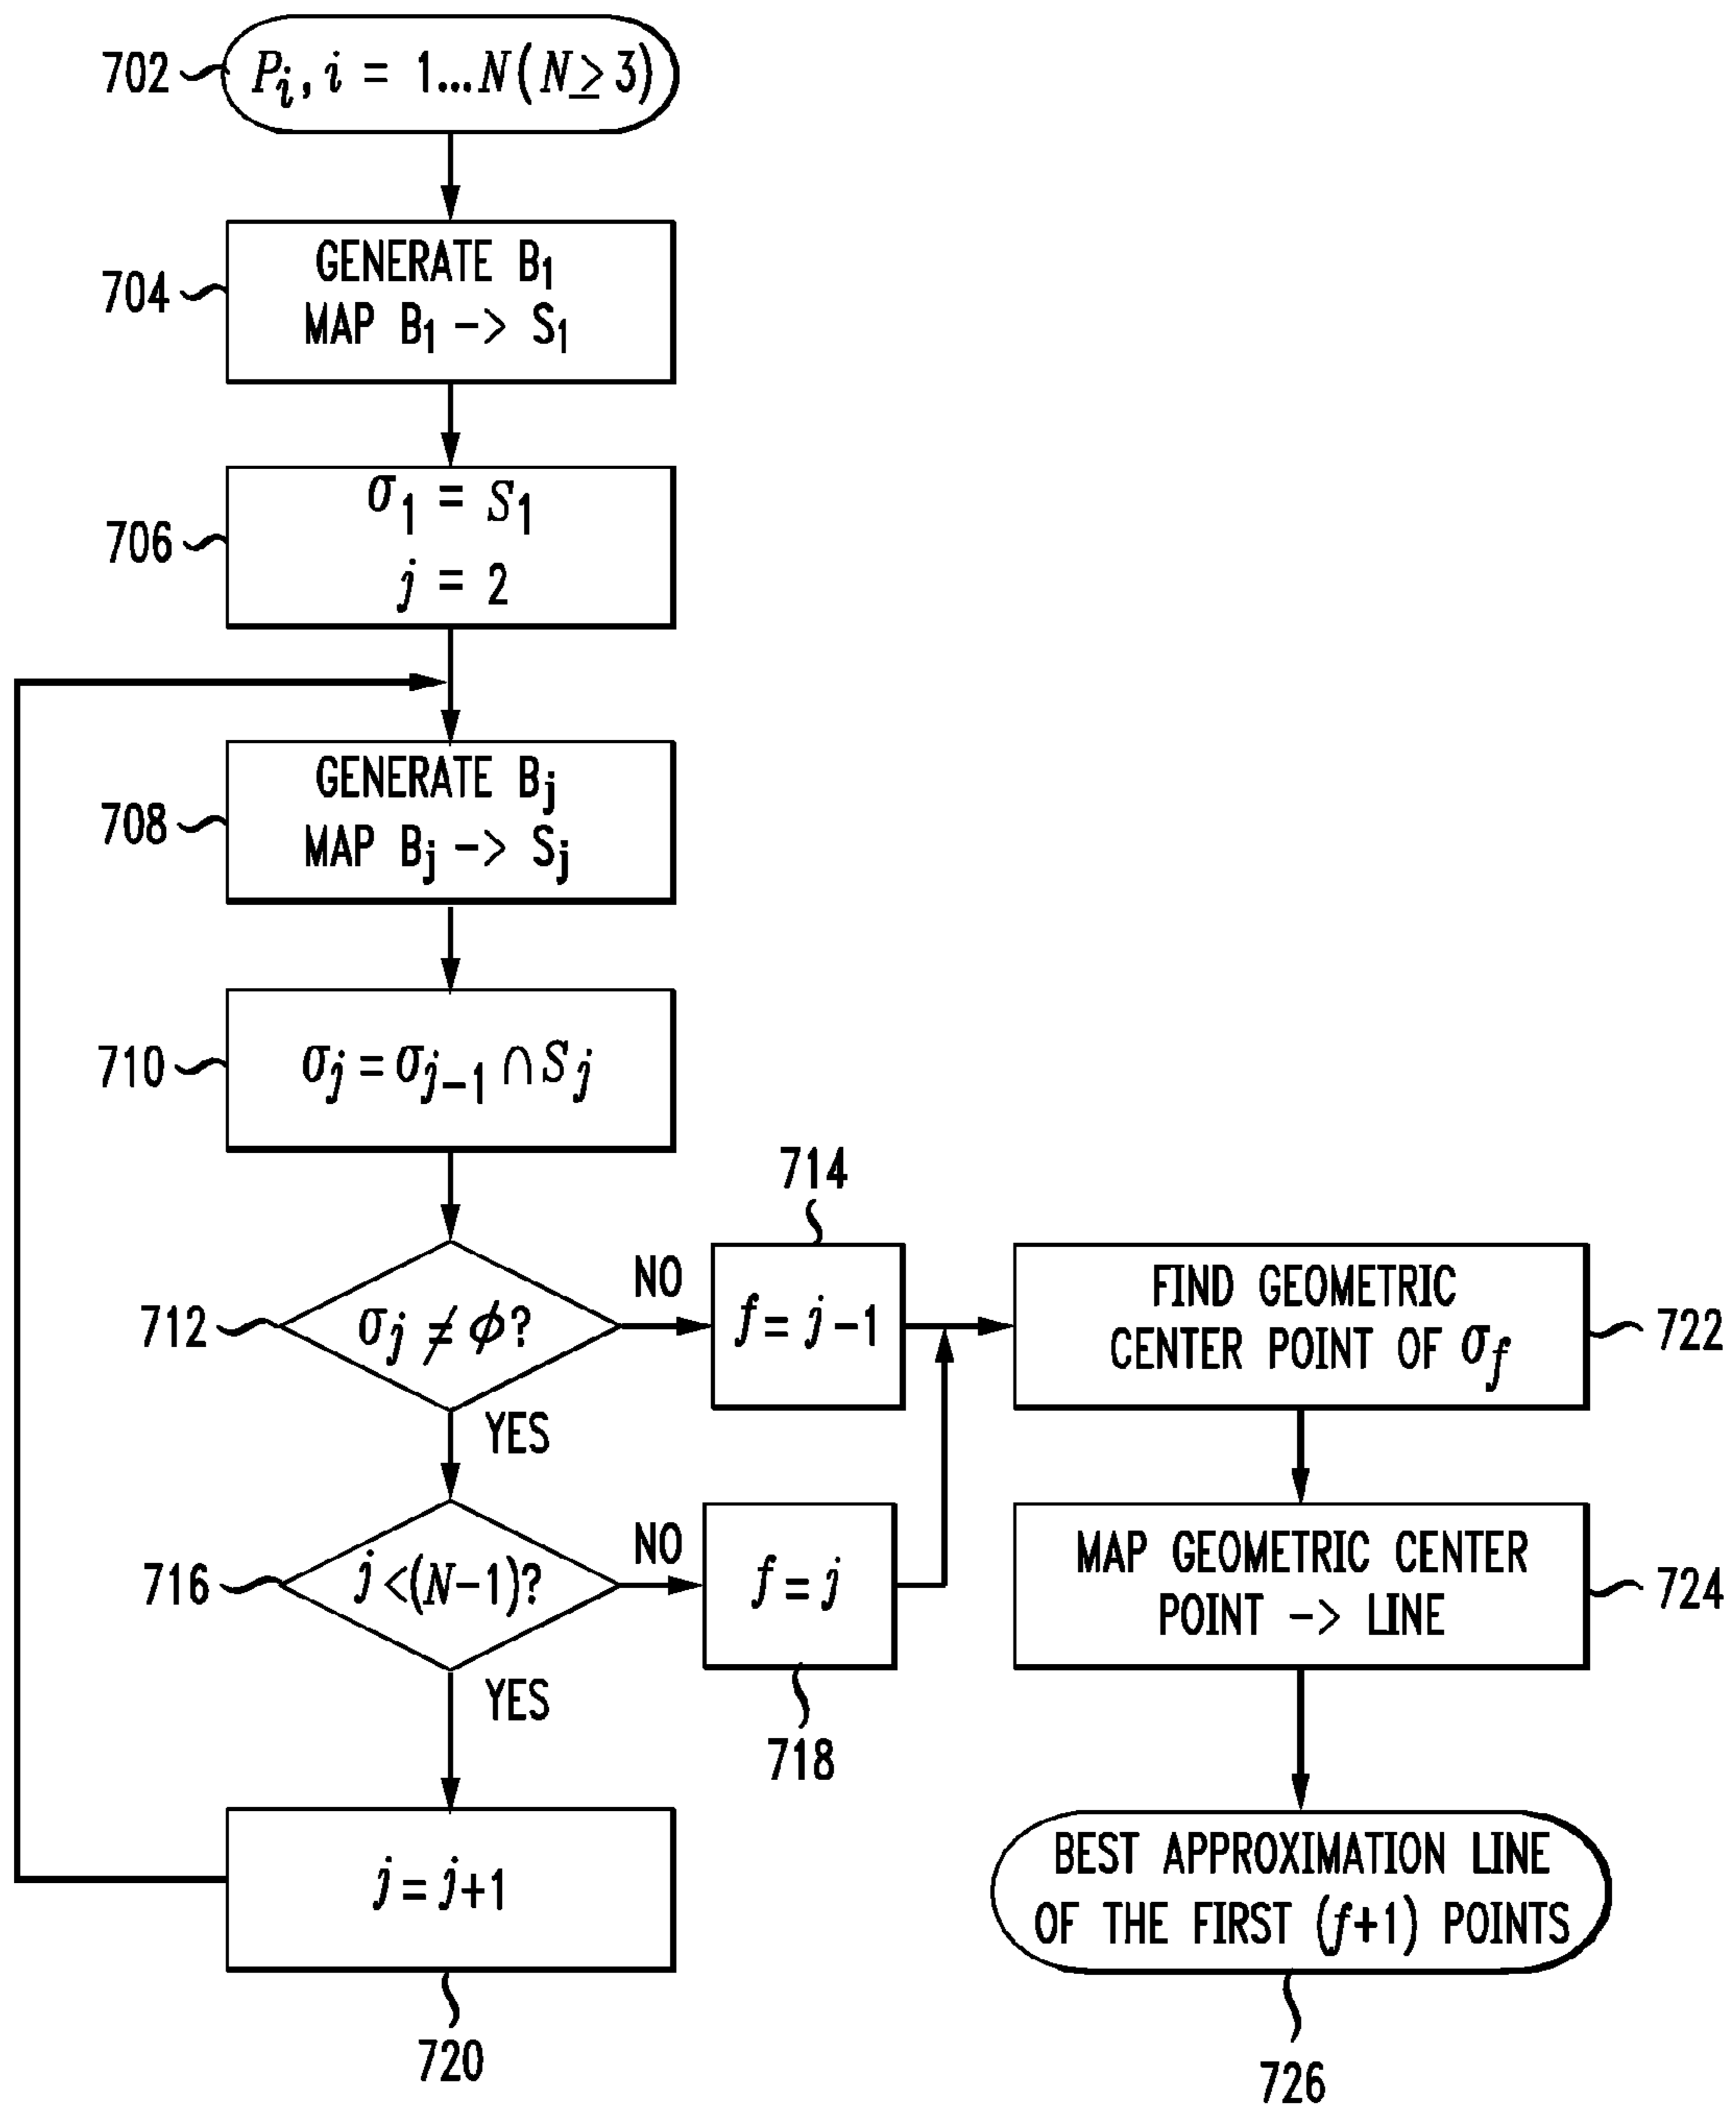 702
Pi, i = 1...N(N≥3)
704
GENERATE B1
MAP B1 -> S1
706
σ1 = S1
j = 2
708
GENERATE Bj
MAP Bj -> Sj
710
σj = σj-1 ∩ Sj
712
σj ≠ ϕ?
NO
YES
714
f = j-1
716
j <(N-1)?
NO
YES
718
f = j
720
j = j+1
FIND GEOMETRIC
CENTER POINT OF σf
722
MAP GEOMETRIC CENTER
POINT -> LINE
724
BEST APPROXIMATION LINE
OF THE FIRST (f+1) POINTS
726